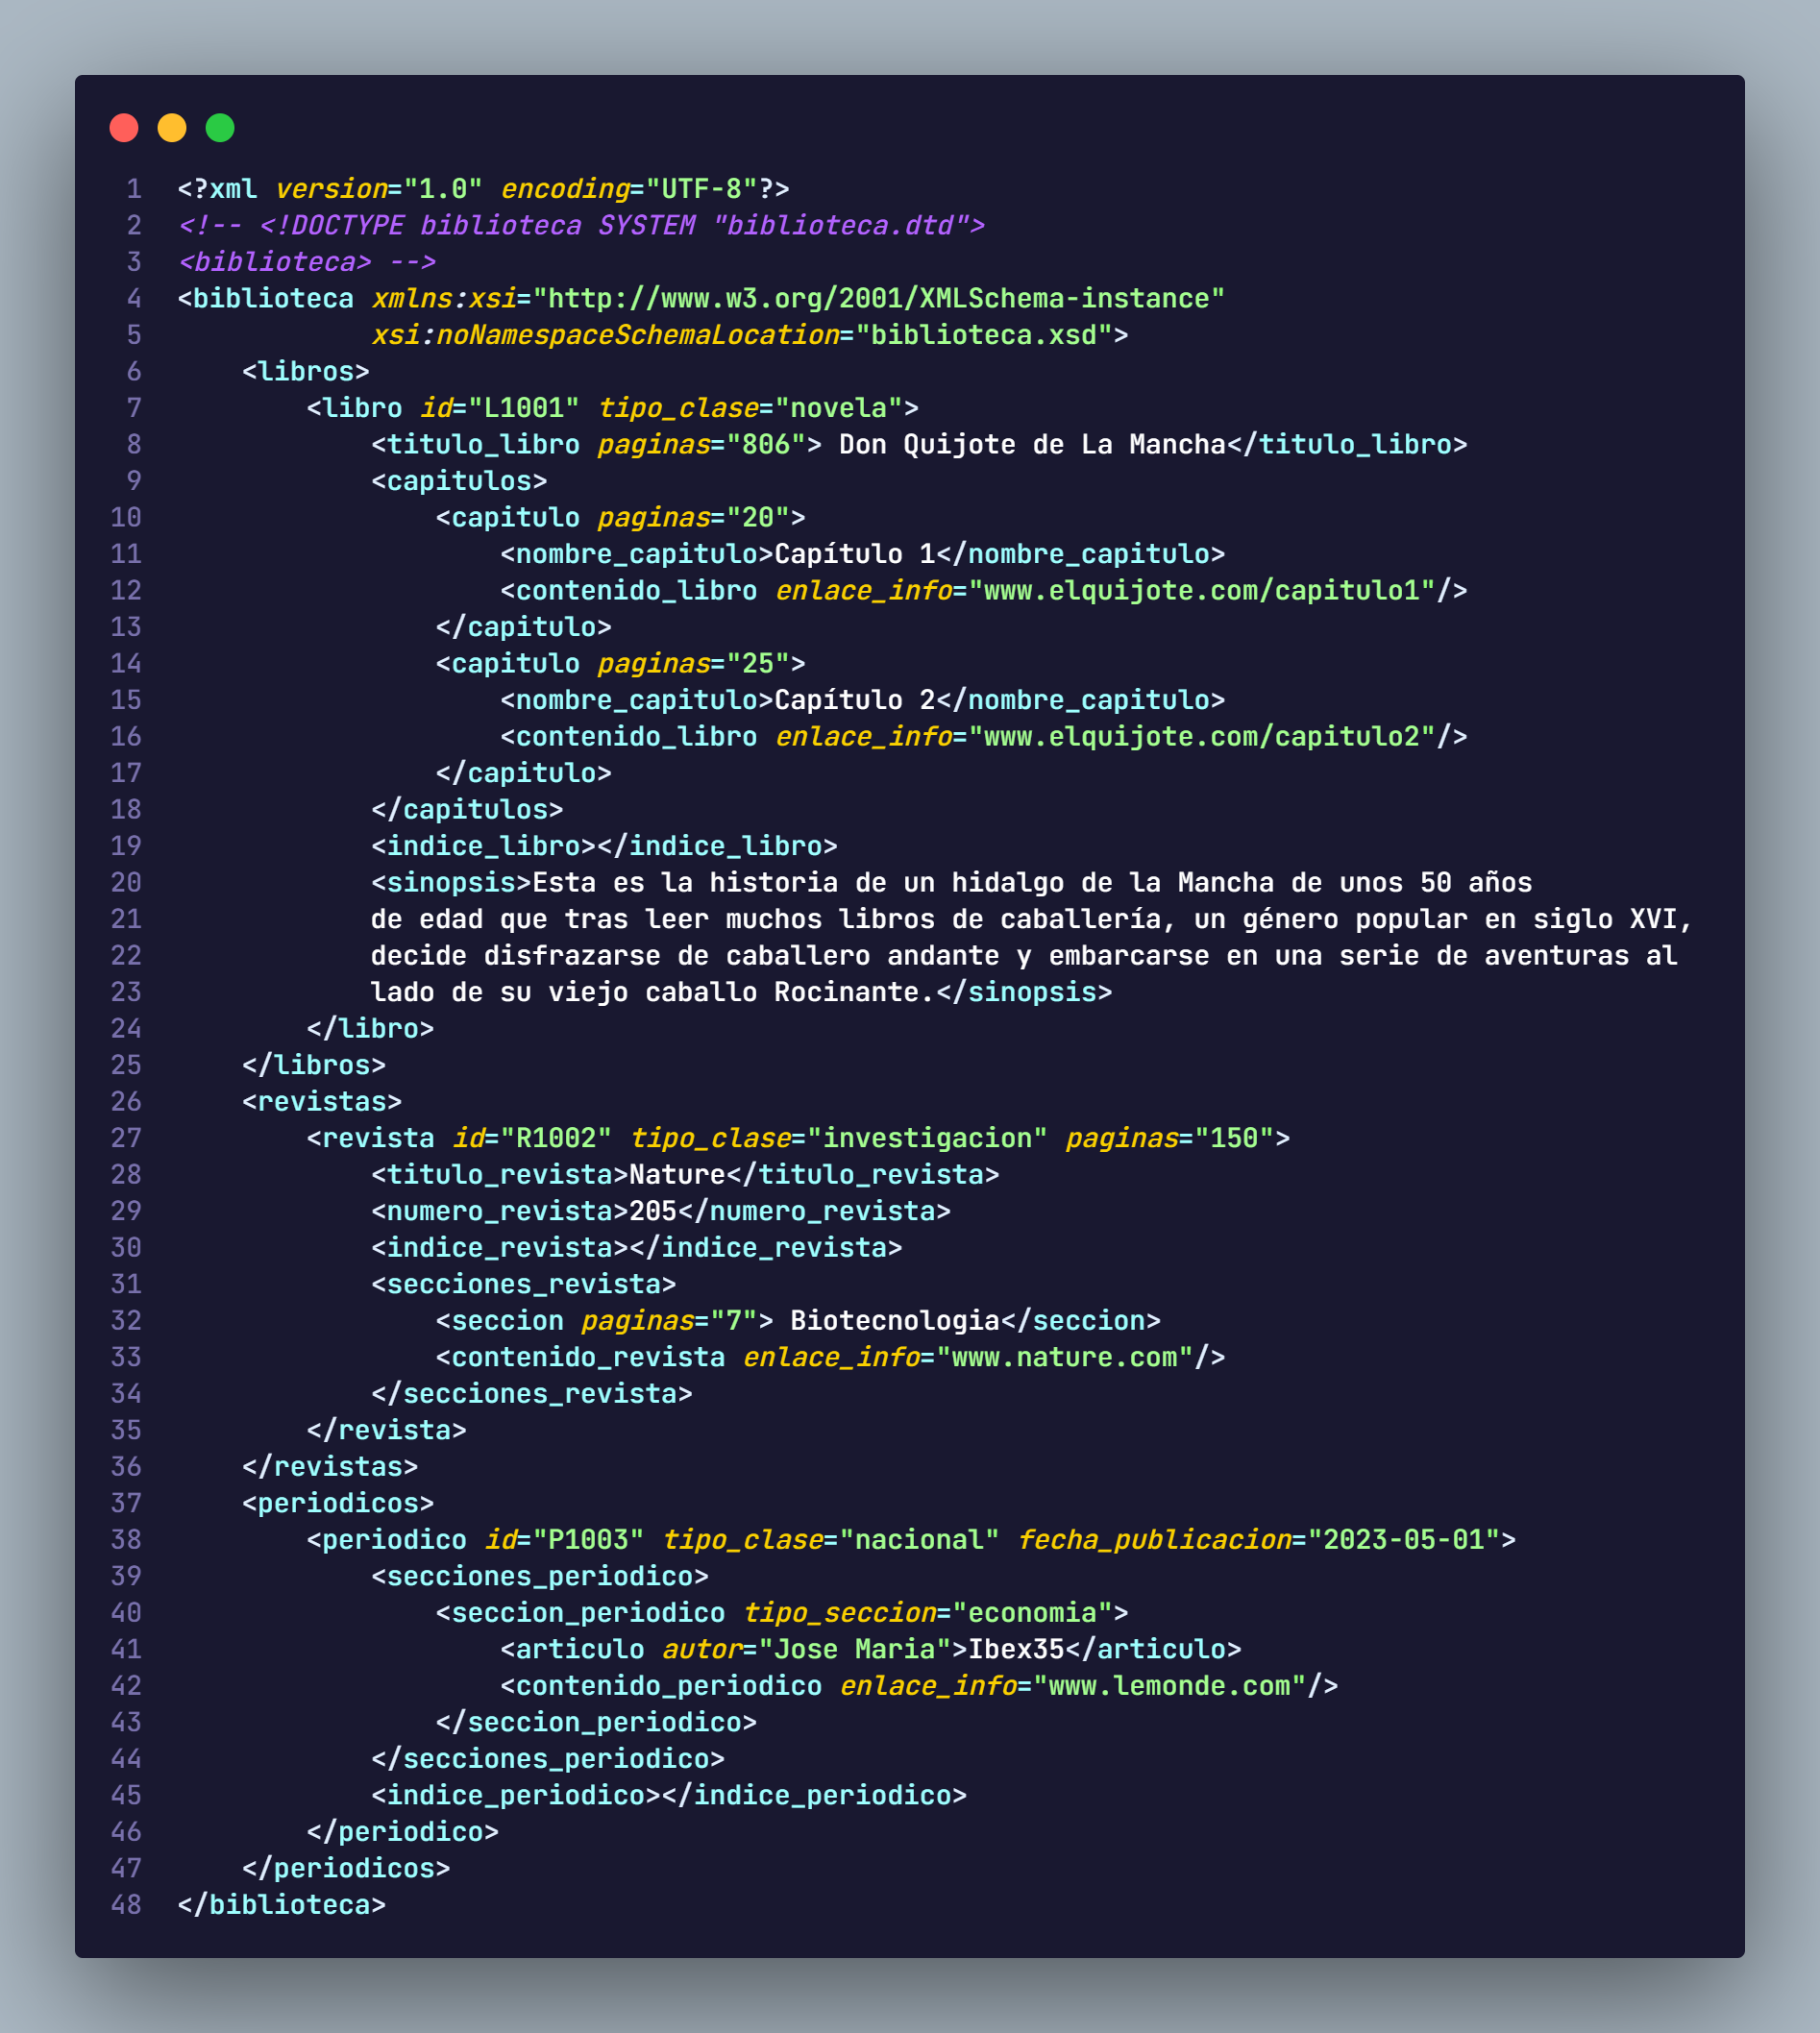 1 <?xml version="1.0" encoding="UTF-8"?>
2 <!-- <!DOCTYPE biblioteca SYSTEM "biblioteca.dtd">
3 <biblioteca> -->
4 <biblioteca xmlns:xsi="http://www.w3.org/2001/XMLSchema-instance"
5             xsi:noNamespaceSchemaLocation="biblioteca.xsd">
6     <libros>
7         <libro id="L1001" tipo_clase="novela">
8             <titulo_libro paginas="806"> Don Quijote de La Mancha</titulo_libro>
9             <capitulos>
10                 <capitulo paginas="20">
11                     <nombre_capitulo>Capítulo 1</nombre_capitulo>
12                     <contenido_libro enlace_info="www.elquijote.com/capitulo1"/>
13                 </capitulo>
14                 <capitulo paginas="25">
15                     <nombre_capitulo>Capítulo 2</nombre_capitulo>
16                     <contenido_libro enlace_info="www.elquijote.com/capitulo2"/>
17                 </capitulo>
18             </capitulos>
19             <indice_libro></indice_libro>
20             <sinopsis>Esta es la historia de un hidalgo de la Mancha de unos 50 años
21             de edad que tras leer muchos libros de caballería, un género popular en siglo XVI,
22             decide disfrazarse de caballero andante y embarcarse en una serie de aventuras al
23             lado de su viejo caballo Rocinante.</sinopsis>
24         </libro>
25     </libros>
26     <revistas>
27         <revista id="R1002" tipo_clase="investigacion" paginas="150">
28             <titulo_revista>Nature</titulo_revista>
29             <numero_revista>205</numero_revista>
30             <indice_revista></indice_revista>
31             <secciones_revista>
32                 <seccion paginas="7"> Biotecnologia</seccion>
33                 <contenido_revista enlace_info="www.nature.com"/>
34             </secciones_revista>
35         </revista>
36     </revistas>
37     <periodicos>
38         <periodico id="P1003" tipo_clase="nacional" fecha_publicacion="2023-05-01">
39             <secciones_periodico>
40                 <seccion_periodico tipo_seccion="economia">
41                     <articulo autor="Jose Maria">Ibex35</articulo>
42                     <contenido_periodico enlace_info="www.lemonde.com"/>
43                 </seccion_periodico>
44             </secciones_periodico>
45             <indice_periodico></indice_periodico>
46         </periodico>
47     </periodicos>
48 </biblioteca>